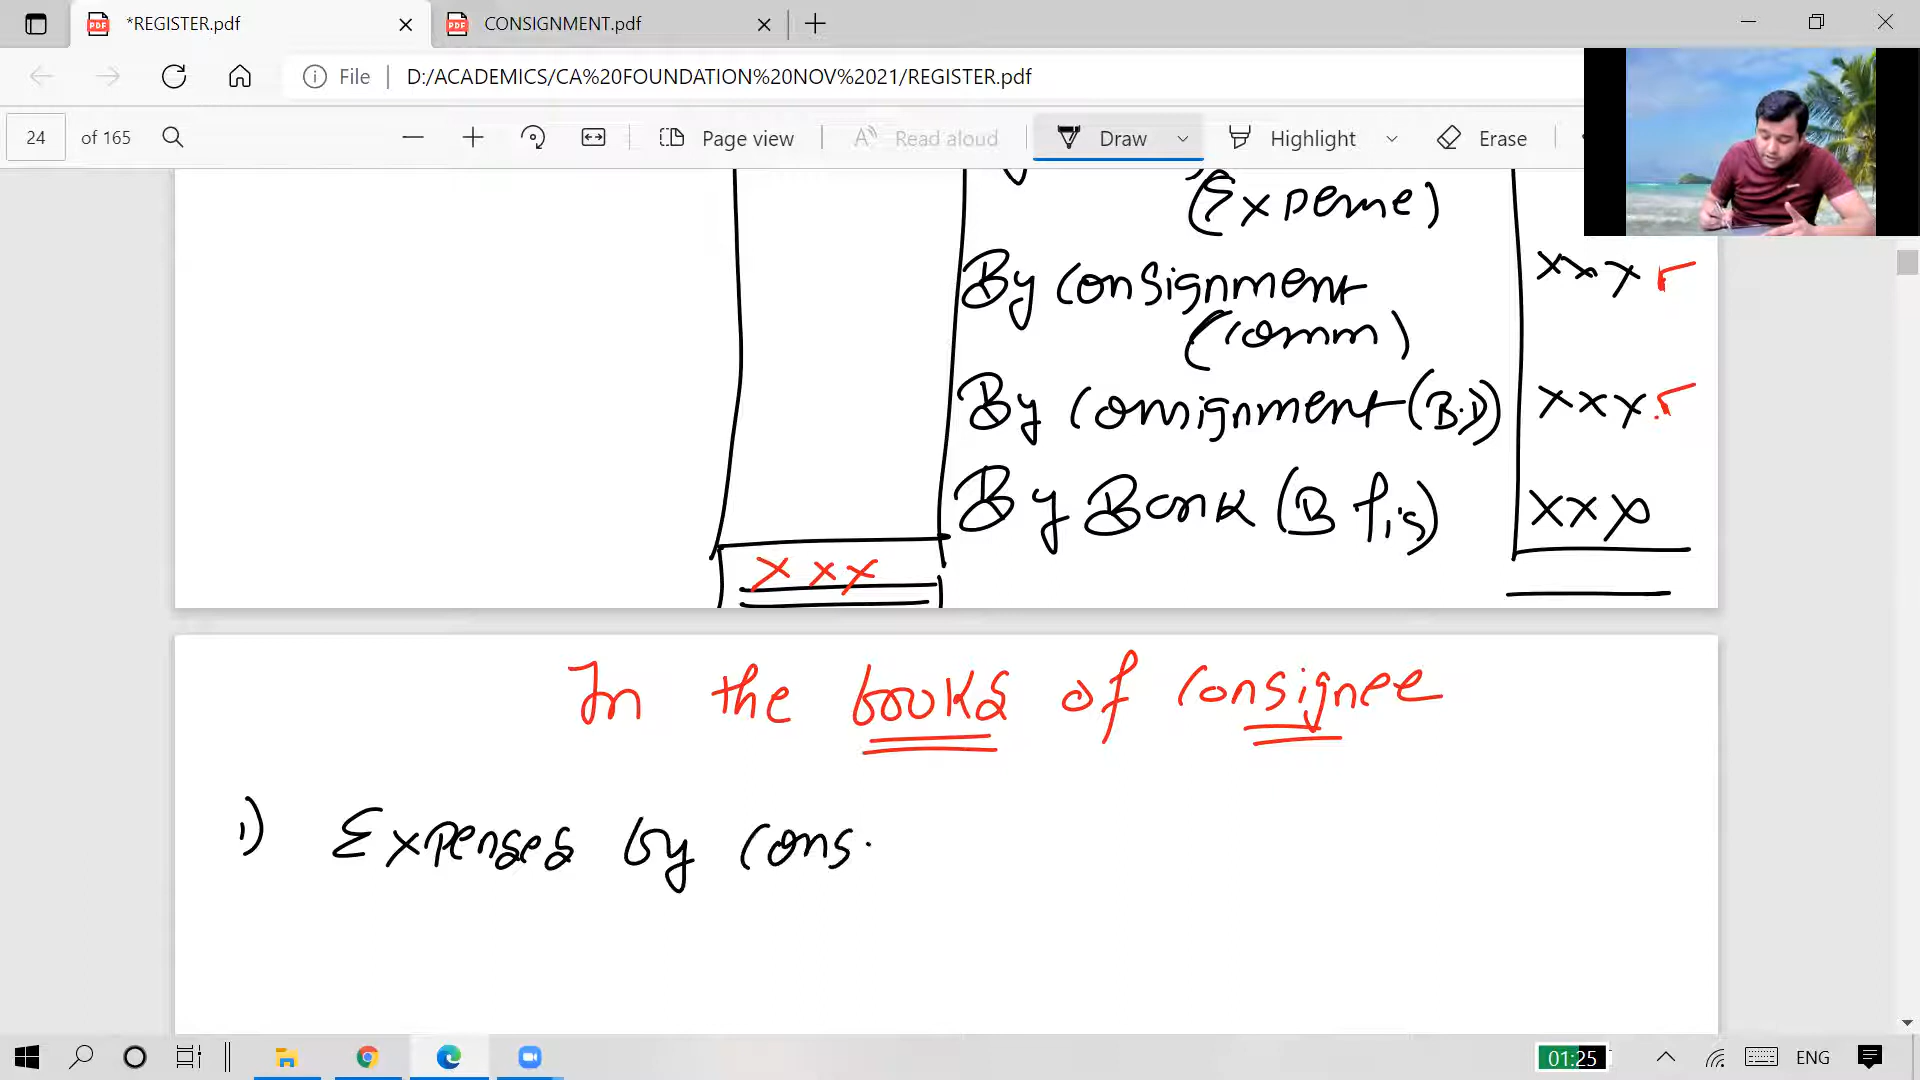 *REGISTER.pdf
CONSIGNMENT.pdf
File
D:/ACADEMICS/CA%20FOUNDATION%20NOV%2021/REGISTER.pdf
24 of 165
Page view
Read aloud
Draw
Highlight
Erase
(Expense)
By consignment xxx
(comm)
By Consignment (B.D) xxx
By Bank (B fis) xxx
xxx
In the books of consignee
1) Expenses by cons.
01:25
ENG